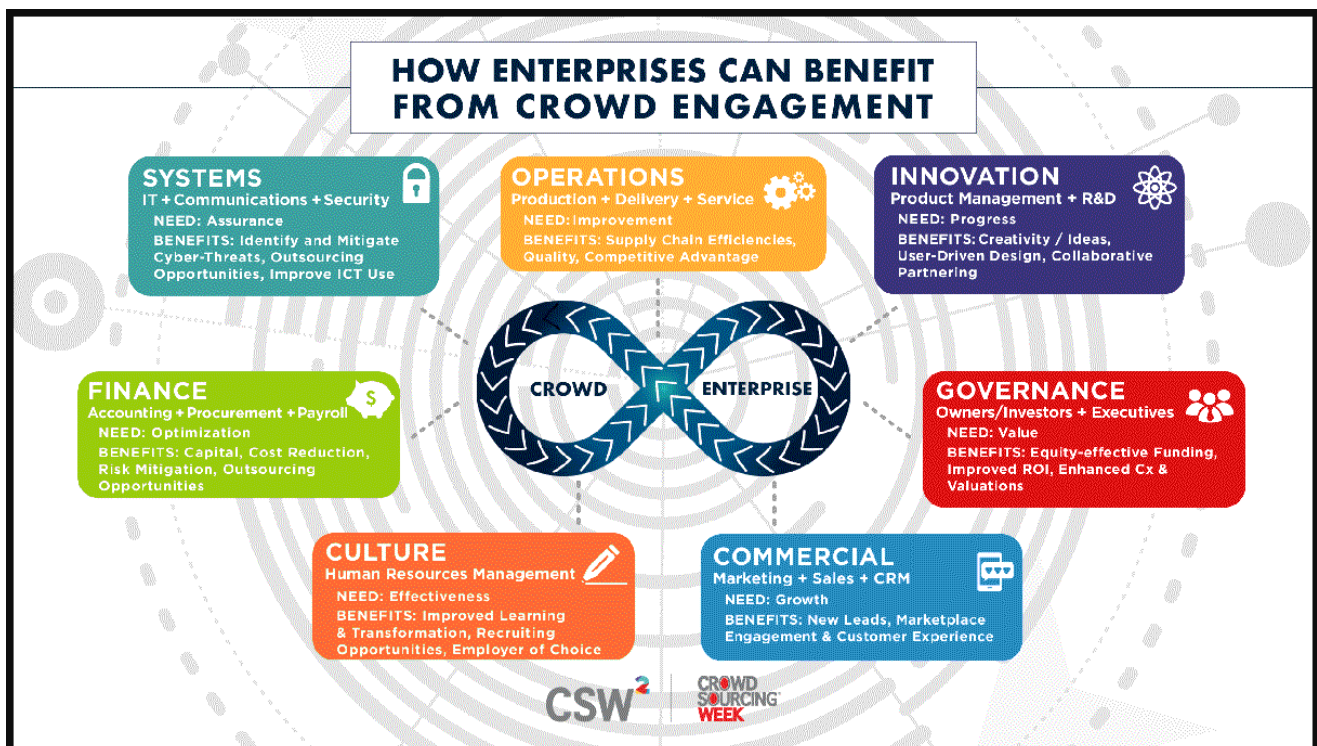 HOW ENTERPRISES CAN BENEFIT
FROM CROWD ENGAGEMENT
SYSTEMS
IT + Communications + Security
NEED: Assurance
BENEFITS: Identify and Mitigate
Cyber-Threats, Outsourcing
Opportunities, Improve ICT Use
OPERATIONS
Production + Delivery + Service
NEED: Improvement
BENEFITS: Supply Chain Efficiencies,
Quality, Competitive Advantage
INNOVATION
Product Management + R&D
NEED: Progress
BENEFITS: Creativity / Ideas,
User-Driven Design, Collaborative
Partnering
FINANCE
Accounting + Procurement + Payroll
NEED: Optimization
BENEFITS: Capital, Cost Reduction,
Risk Mitigation, Outsourcing
Opportunities
$
CROWD
ENTERPRISE
GOVERNANCE
Owners/Investors + Executives
NEED: Value
BENEFITS: Equity-effective Funding,
Improved ROI, Enhanced Cx &
Valuations
CULTURE
Human Resources Management
NEED: Effectiveness
BENEFITS: Improved Learning
& Transformation, Recruiting
Opportunities, Employer of Choice
COMMERCIAL
Marketing + Sales + CRM
NEED: Growth
BENEFITS: New Leads, Marketplace
Engagement & Customer Experience
CSW2
CROWD
SOURCING
WEEK